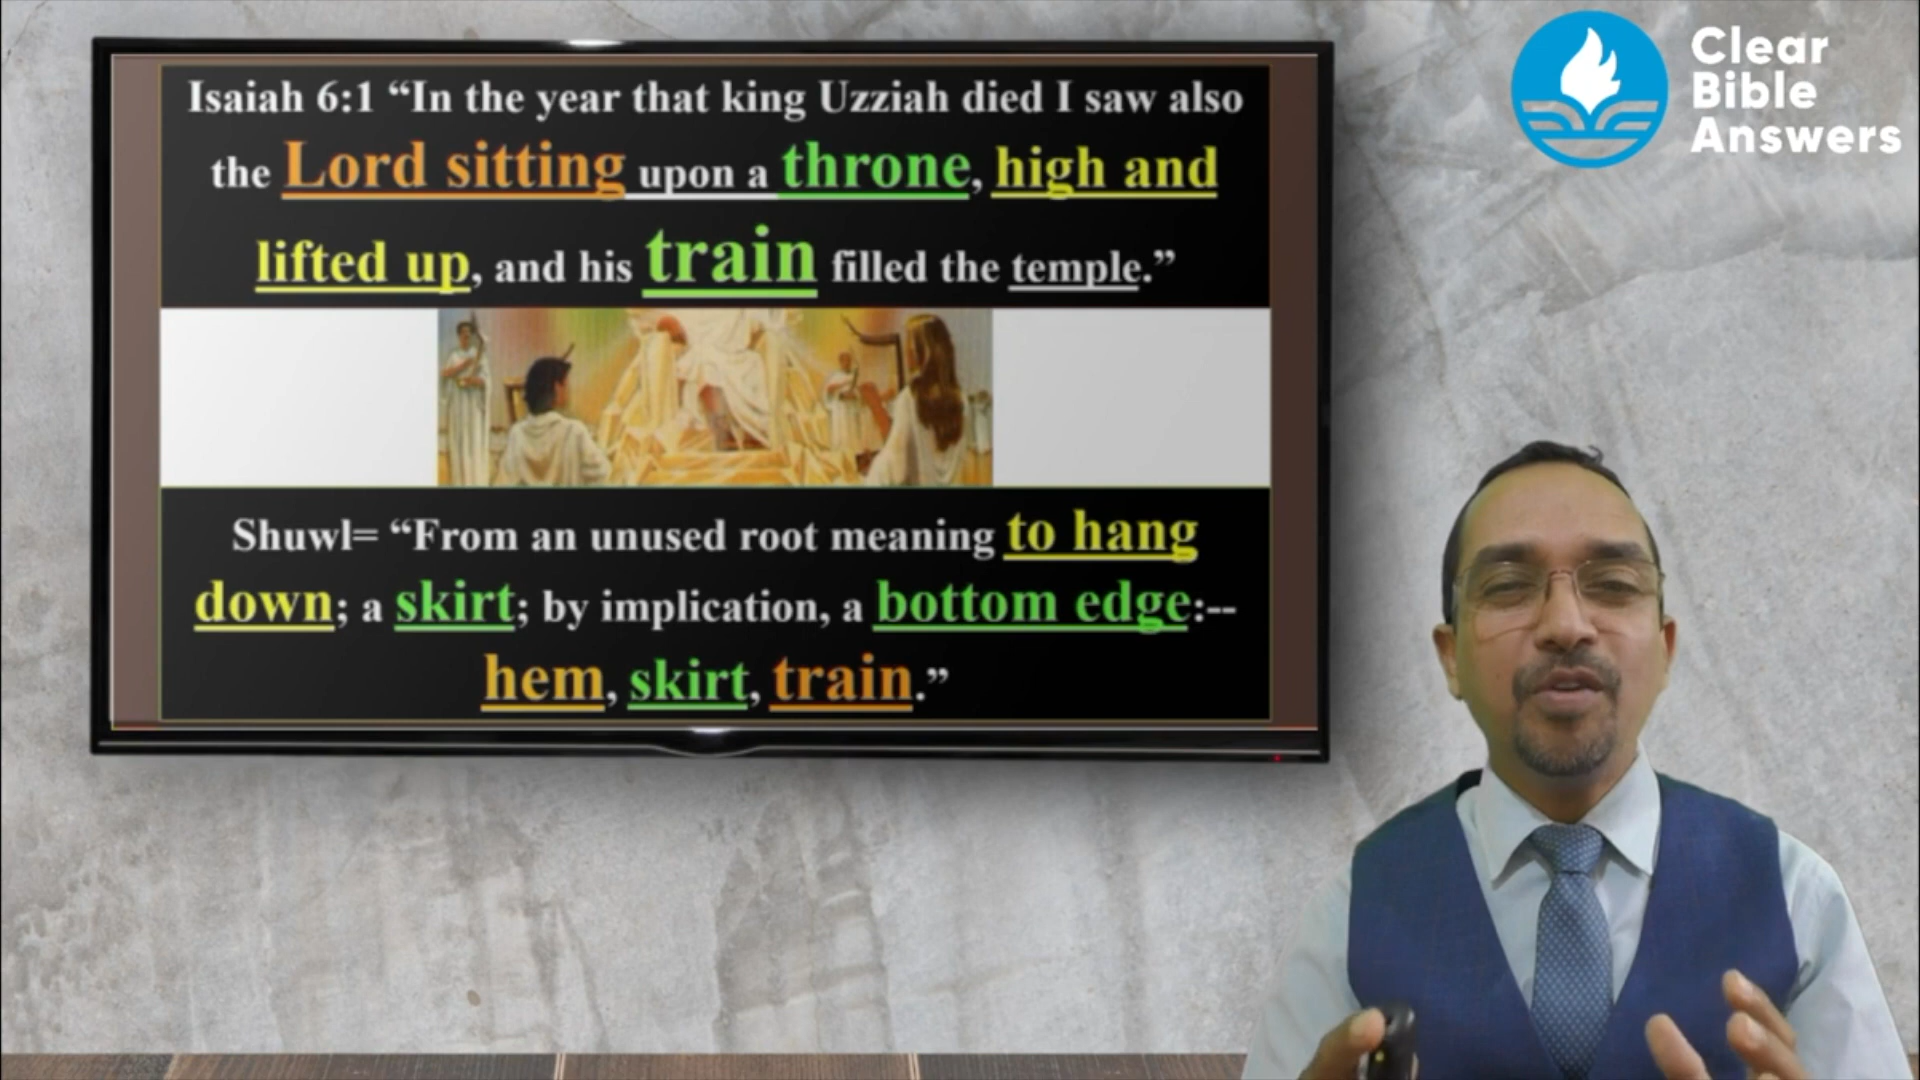 Isaiah 6:1 “In the year that king Uzziah died I saw also
the Lord sitting upon a throne, high and
lifted up, and his train filled the temple.”
Shuwl= “From an unused root meaning to hang
down; a skirt; by implication, a bottom edge:--
hem, skirt, train.”
Clear
Bible
Answers